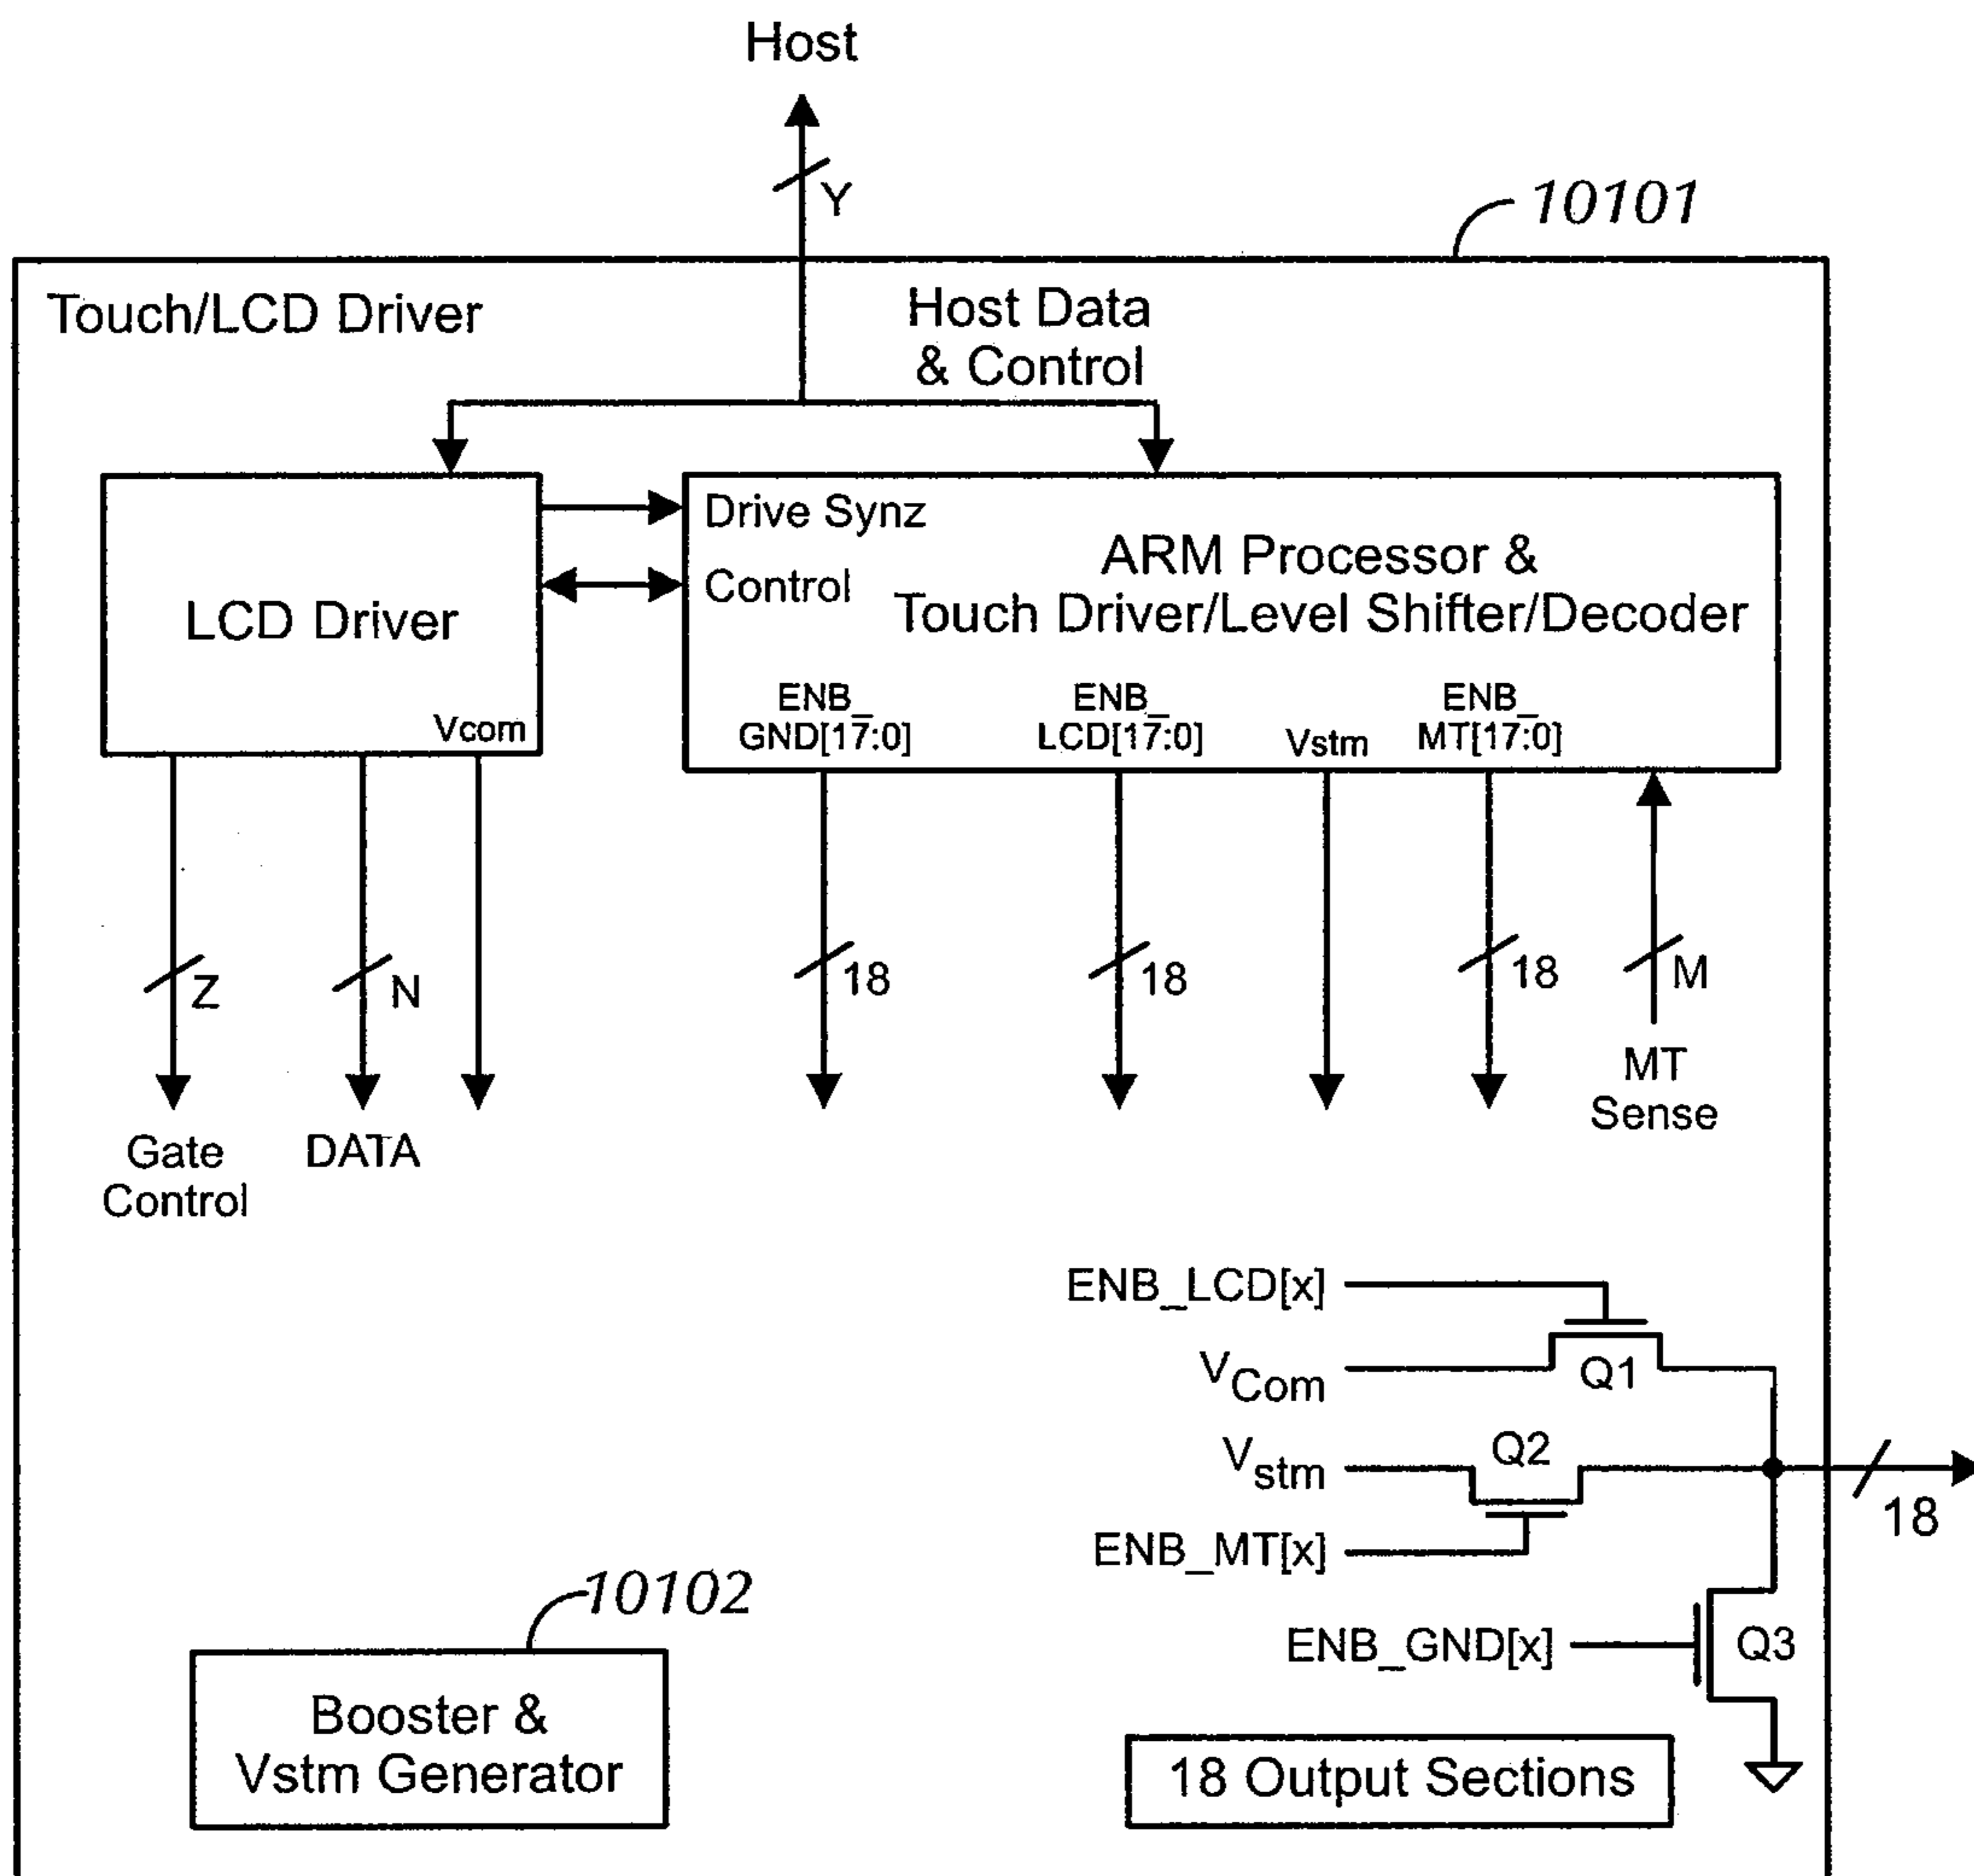 Host
Y
10101
Touch/LCD Driver
Host Data
& Control
LCD Driver
Vcom
Drive Synz
Control
ARM Processor &
Touch Driver/Level Shifter/Decoder
ENB_
GND[17:0]
ENB_
LCD[17:0]
Vstm
ENB_
MT[17:0]
Z
N
18
18
18
M
Gate
Control
DATA
MT
Sense
ENB_LCD[x]
VCom
Q1
Vstm
Q2
ENB_MT[x]
18
ENB_GND[x]
Q3
10102
Booster &
Vstm Generator
18 Output Sections